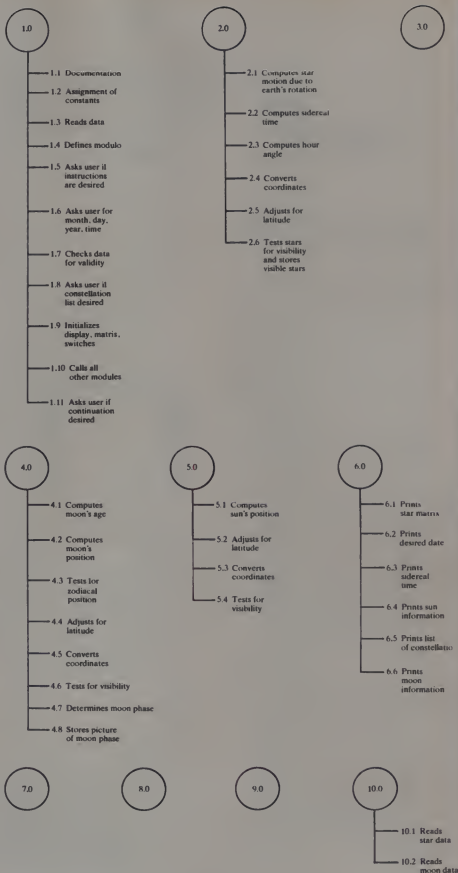 1.0
1.1 Documentation
1.2 Assignment of
constants
1.3 Reads data
1.4 Defines modulo
1.5 Asks user if
instructions
are desired
1.6 Asks user for
month, day,
year, time
1.7 Checks data
for validity
1.8 Asks user if
constellation
list desired
1.9 Initializes
display, matrix,
switches
1.10 Calls all
other modules
1.11 Asks user if
continuation
desired
2.0
2.1 Computes star
motion due to
earth's rotation
2.2 Computes sidereal
time
2.3 Computes hour
angle
2.4 Converts
coordinates
2.5 Adjusts for
latitude
2.6 Tests stars
for visibility
and stores
visible stars
3.0
4.0
4.1 Computes
moon's age
4.2 Computes
moon's
position
4.3 Tests for
zodiacal
position
4.4 Adjusts for
latitude
4.5 Converts
coordinates
4.6 Tests for visibility
4.7 Determines moon phase
4.8 Stores picture
of moon phase
5.0
5.1 Computes
sun's position
5.2 Adjusts for
latitude
5.3 Converts
coordinates
5.4 Tests for
visibility
6.0
6.1 Prints
star matrix
6.2 Prints
desired date
6.3 Prints
sidereal
time
6.4 Prints sun
information
6.5 Prints list
of constellatio
6.6 Prints
moon
information
7.0
8.0
9.0
10.0
10.1 Reads
star data
10.2 Reads
moon data